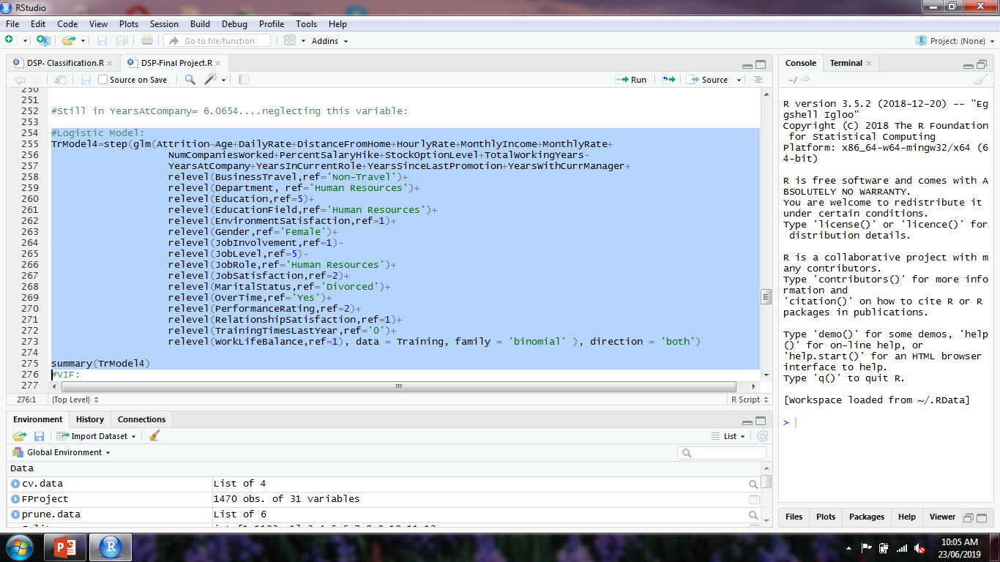 RStudio
File Edit Code View Plots Session Build Debug Profile Tools Help
Go to file/function Addins Project: (None)
DSP- Classification.R DSP-Final Project.R
Source on Save Run Source
250
251
252 #Still in YearsAtCompany= 6.0654....neglecting this variable:
253
254 #Logistic Model:
255 TrModel4=step(glm(Attrition~Age+DailyRate+DistanceFromHome+HourlyRate+MonthlyIncome+MonthlyRate+
256 NumCompaniesWorked+PercentSalaryHike+StockOptionLevel+TotalWorkingYears-
257 YearsAtCompany+YearsInCurrentRole+YearsSinceLastPromotion+YearsWithCurrManager+
258 relevel(BusinessTravel,ref='Non-Travel')+
259 relevel(Department, ref='Human Resources')+
260 relevel(Education,ref=5)+
261 relevel(EducationField,ref='Human Resources')+
262 relevel(EnvironmentSatisfaction,ref=1)+
263 relevel(Gender,ref='Female')+
264 relevel(JobInvolvement,ref=1)-
265 relevel(JobLevel,ref=5)-
266 relevel(JobRole,ref='Human Resources')+
267 relevel(JobSatisfaction,ref=2)+
268 relevel(MaritalStatus,ref='Divorced')+
269 relevel(OverTime,ref='Yes')+
270 relevel(PerformanceRating,ref=2)+
271 relevel(RelationshipSatisfaction,ref=1)+
272 relevel(TrainingTimesLastYear,ref='0')+
273 relevel(WorkLifeBalance,ref=1), data = Training, family = 'binomial' ), direction = 'both')
274
275 summary(TrModel4)
276 #VIF:
277
276:1 (Top Level) R Script
Environment History Connections
Import Dataset List
Global Environment
Data
cv.data List of 4
FProject 1470 obs. of 31 variables
prune.data List of 6
Console Terminal
~/
R version 3.5.2 (2018-12-20) -- "Eg
gshell Igloo"
Copyright (C) 2018 The R Foundation
for Statistical Computing
Platform: x86_64-w64-mingw32/x64 (6
4-bit)
R is free software and comes with A
BSOLUTELY NO WARRANTY.
You are welcome to redistribute it
under certain conditions.
Type 'license()' or 'licence()' for
distribution details.
R is a collaborative project with m
any contributors.
Type 'contributors()' for more info
rmation and
'citation()' on how to cite R or R
packages in publications.
Type 'demo()' for some demos, 'help
()' for on-line help, or
'help.start()' for an HTML browser
interface to help.
Type 'q()' to quit R.
[Workspace loaded from ~/.RData]
>
Files Plots Packages Help Viewer
10:05 AM
23/06/2019